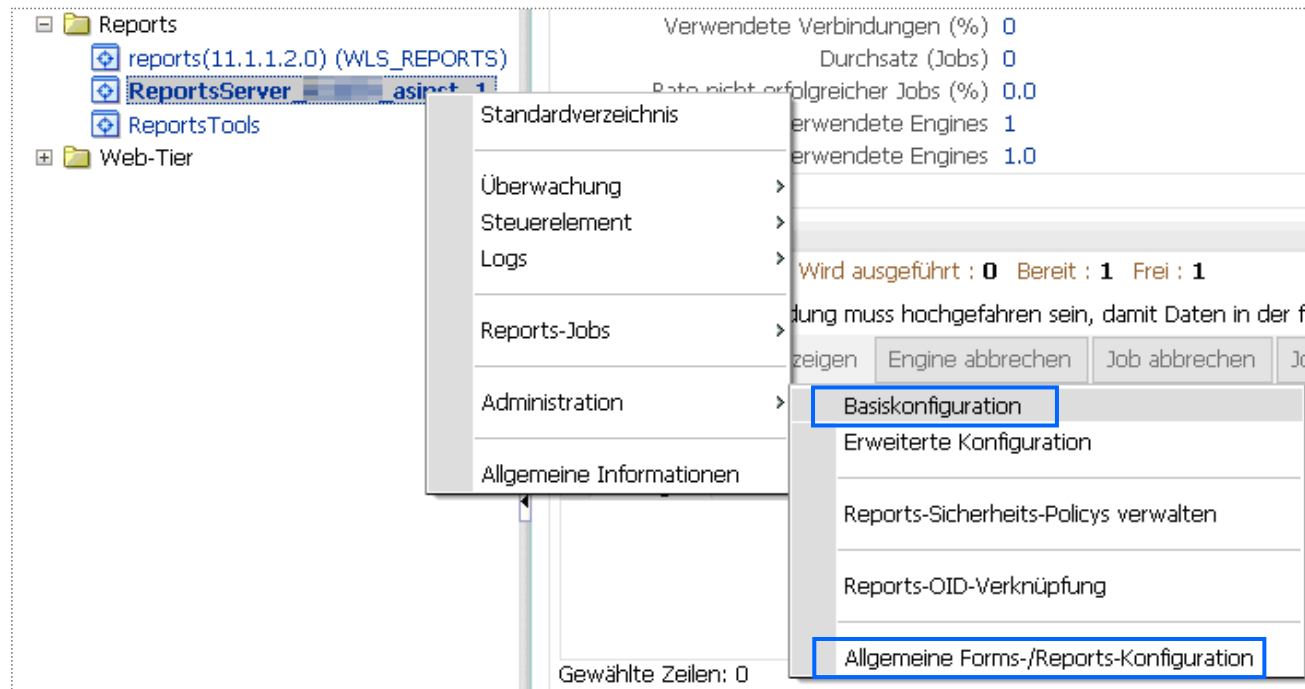 Reports
reports(11.1.1.2.0) (WLS_REPORTS)
ReportsServer_ _asinst_1
ReportsTools
Web-Tier
Verwendete Verbindungen (%) 0
Durchsatz (Jobs) 0
Rate nicht erfolgreicher Jobs (%) 0.0
erwendete Engines 1
erwendete Engines 1.0
Standardverzeichnis
Überwachung
Steuerelement
Logs
Reports-Jobs
Administration
Allgemeine Informationen
Wird ausgeführt : 0 Bereit : 1 Frei : 1
dung muss hochgefahren sein, damit Daten in der f
zeigen Engine abbrechen Job abbrechen Jo
Basiskonfiguration
Erweiterte Konfiguration
Reports-Sicherheits-Policys verwalten
Reports-OID-Verknüpfung
Allgemeine Forms-/Reports-Konfiguration
Gewählte Zeilen: 0